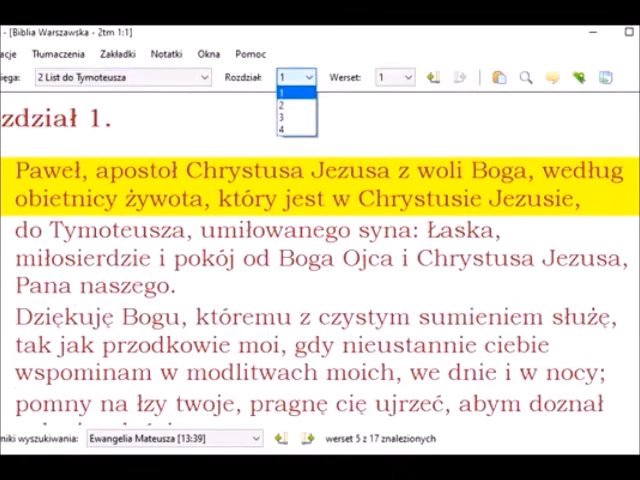 - [Biblia Warszawska - 2tm 1:1]
acje Tłumaczenia Zakładki Notatki Okna Pomoc
ięga: 2 List do Tymoteusza Rozdział: 1 Werset: 1
1
2
3
4
zdział 1.
Paweł, apostoł Chrystusa Jezusa z woli Boga, według
obietnicy żywota, który jest w Chrystusie Jezusie,
do Tymoteusza, umiłowanego syna: Łaska,
miłosierdzie i pokój od Boga Ojca i Chrystusa Jezusa,
Pana naszego.
Dziękuję Bogu, któremu z czystym sumieniem służę,
tak jak przodkowie moi, gdy nieustannie ciebie
wspominam w modlitwach moich, we dnie i w nocy;
pomny na łzy twoje, pragnę cię ujrzeć, abym doznał
niki wyszukiwania: Ewangelia Mateusza [13:39] werset 5 z 17 znalezionych